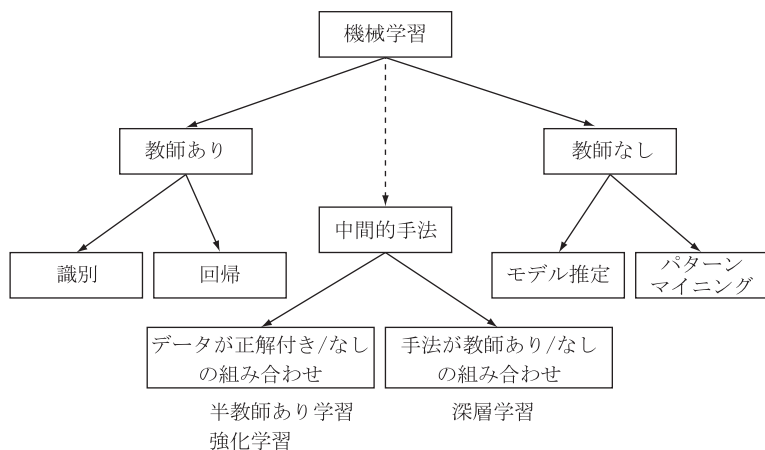 機械学習
教師あり
教師なし
中間的手法
識別
回帰
モデル推定
パターン
マイニング
データが正解付き/なし
の組み合わせ
手法が教師あり/なし
の組み合わせ
半教師あり学習
強化学習
深層学習